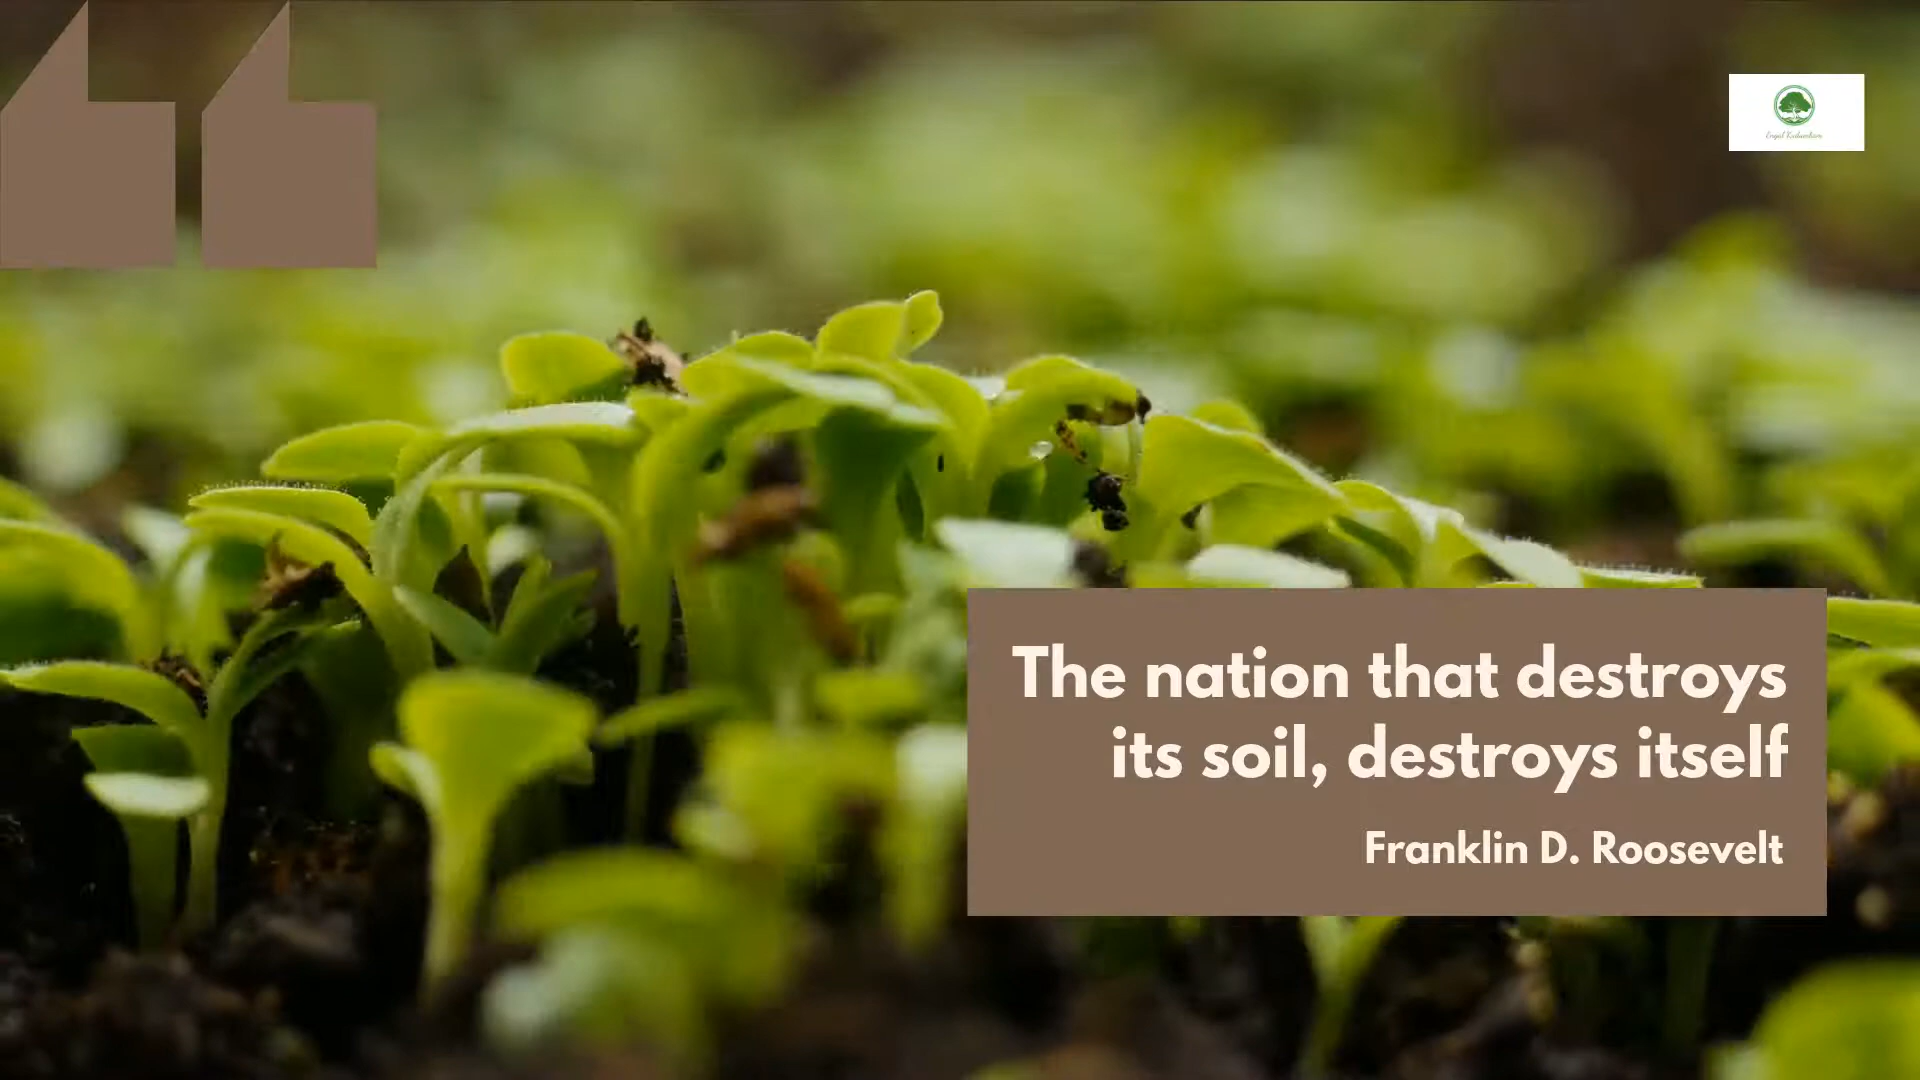 The nation that destroys
its soil, destroys itself
Franklin D. Roosevelt